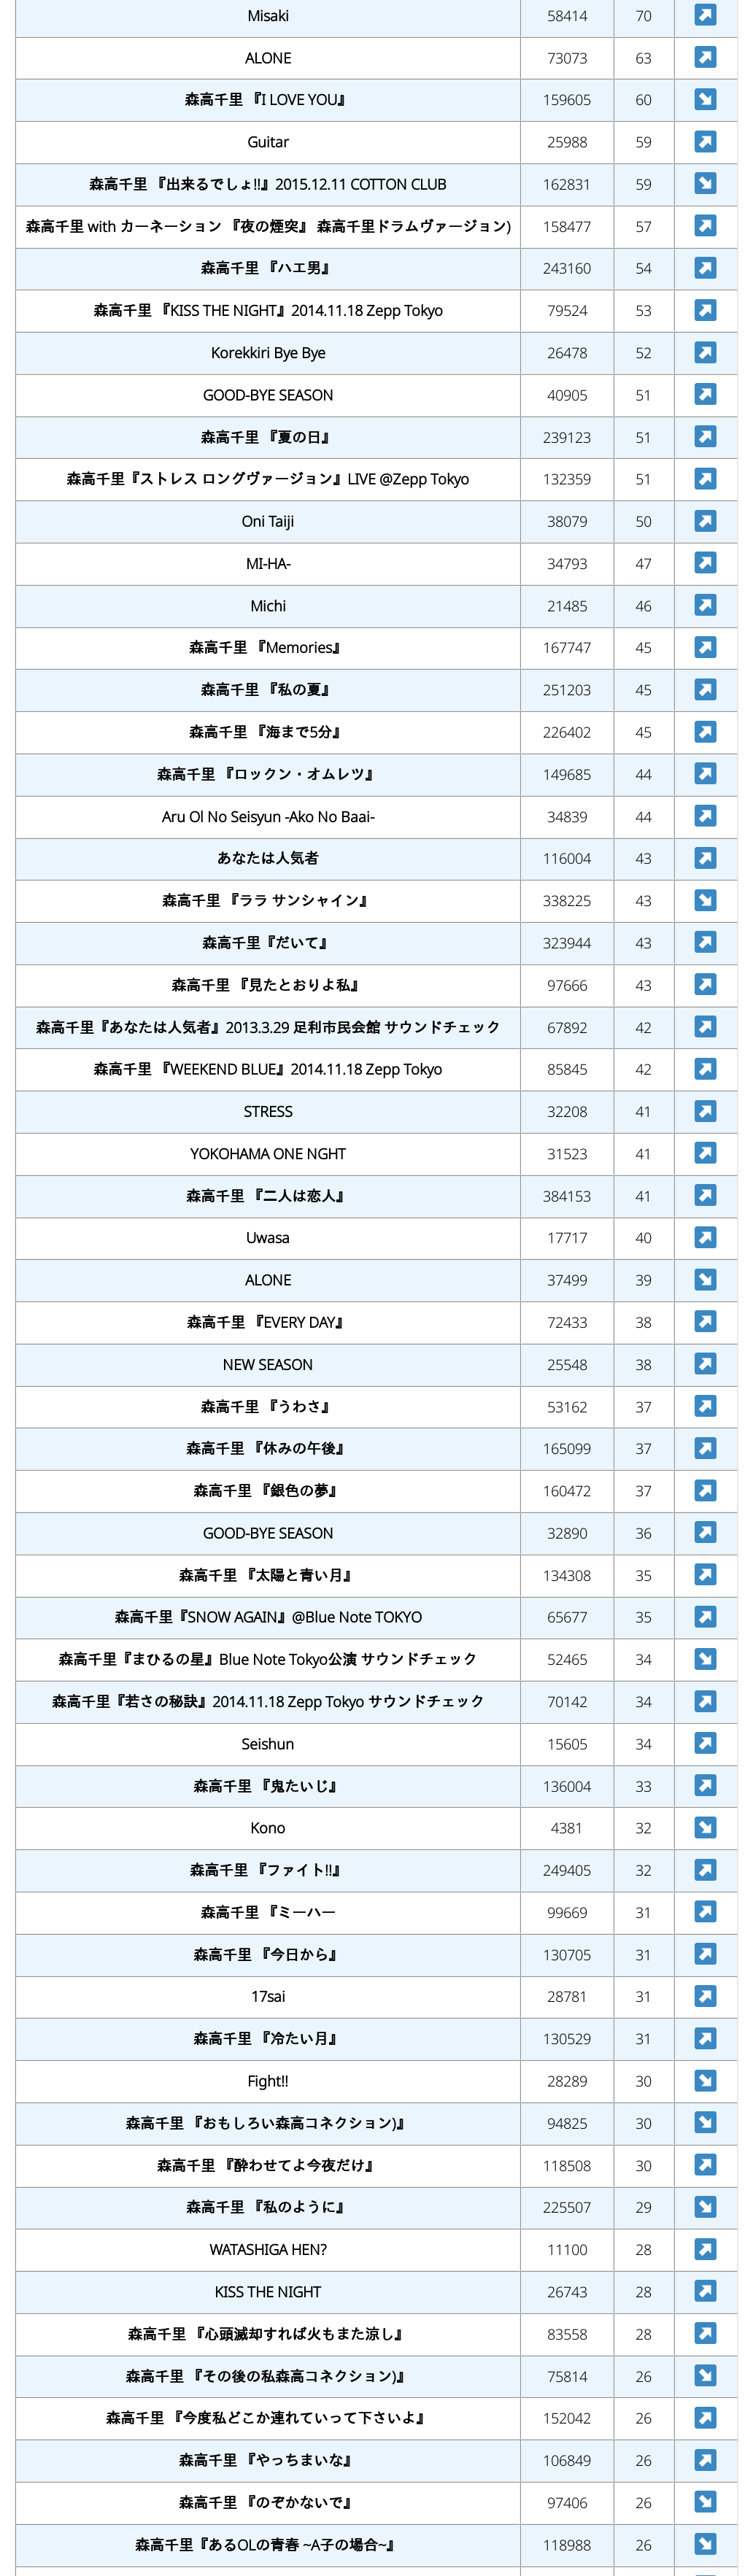 Misaki 58414 70
ALONE 73073 63
森高千里 『I LOVE YOU』 159605 60
Guitar 25988 59
森高千里 『出来るでしょ!!』2015.12.11 COTTON CLUB 162831 59
森高千里 with カーネーション 『夜の煙突』 森高千里ドラムヴァージョン) 158477 57
森高千里 『ハエ男』 243160 54
森高千里 『KISS THE NIGHT』2014.11.18 Zepp Tokyo 79524 53
Korekkiri Bye Bye 26478 52
GOOD-BYE SEASON 40905 51
森高千里 『夏の日』 239123 51
森高千里『ストレス ロングヴァージョン』LIVE @Zepp Tokyo 132359 51
Oni Taiji 38079 50
MI-HA- 34793 47
Michi 21485 46
森高千里 『Memories』 167747 45
森高千里 『私の夏』 251203 45
森高千里 『海まで5分』 226402 45
森高千里 『ロックン・オムレツ』 149685 44
Aru Ol No Seisyun -Ako No Baai- 34839 44
あなたは人気者 116004 43
森高千里 『ララ サンシャイン』 338225 43
森高千里『だいて』 323944 43
森高千里 『見たとおりよ私』 97666 43
森高千里『あなたは人気者』2013.3.29 足利市民会館 サウンドチェック 67892 42
森高千里 『WEEKEND BLUE』2014.11.18 Zepp Tokyo 85845 42
STRESS 32208 41
YOKOHAMA ONE NGHT 31523 41
森高千里 『二人は恋人』 384153 41
Uwasa 17717 40
ALONE 37499 39
森高千里 『EVERY DAY』 72433 38
NEW SEASON 25548 38
森高千里 『うわさ』 53162 37
森高千里 『休みの午後』 165099 37
森高千里 『銀色の夢』 160472 37
GOOD-BYE SEASON 32890 36
森高千里 『太陽と青い月』 134308 35
森高千里『SNOW AGAIN』@Blue Note TOKYO 65677 35
森高千里『まひるの星』Blue Note Tokyo公演 サウンドチェック 52465 34
森高千里『若さの秘訣』2014.11.18 Zepp Tokyo サウンドチェック 70142 34
Seishun 15605 34
森高千里 『鬼たいじ』 136004 33
Kono 4381 32
森高千里 『ファイト!!』 249405 32
森高千里 『ミーハー 99669 31
森高千里 『今日から』 130705 31
17sai 28781 31
森高千里 『冷たい月』 130529 31
Fight!! 28289 30
森高千里 『おもしろい森高コネクション)』 94825 30
森高千里 『酔わせてよ今夜だけ』 118508 30
森高千里 『私のように』 225507 29
WATASHIGA HEN? 11100 28
KISS THE NIGHT 26743 28
森高千里 『心頭滅却すれば火もまた涼し』 83558 28
森高千里 『その後の私森高コネクション)』 75814 26
森高千里 『今度私どこか連れていって下さいよ』 152042 26
森高千里 『やっちまいな』 106849 26
森高千里 『のぞかないで』 97406 26
森高千里『あるOLの青春 ~A子の場合~』 118988 26